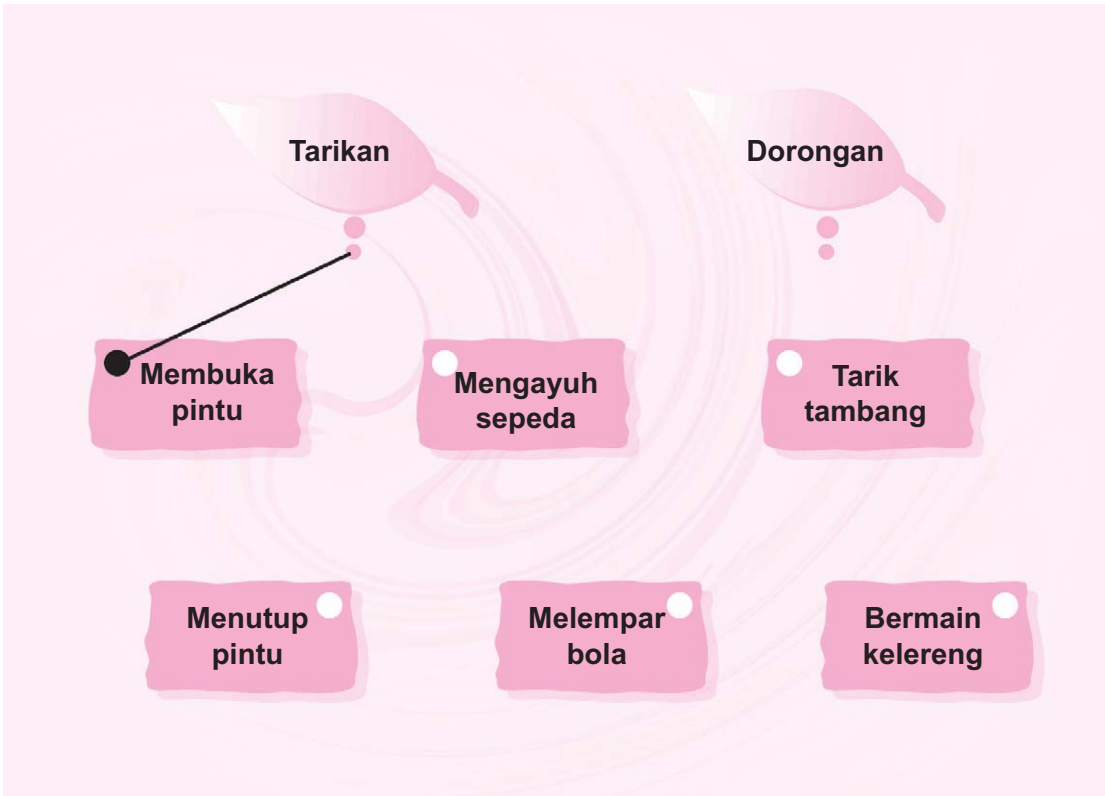 Tarikan
Dorongan
Membuka
pintu
Mengayuh
sepeda
Tarik
tambang
Menutup
pintu
Melempar
bola
Bermain
kelereng